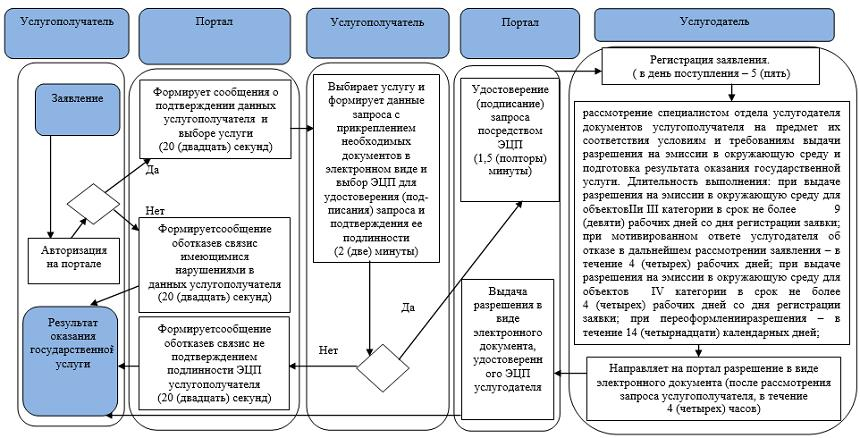 Услугополучатель
Портал
Услугополучатель
Портал
Услугодатель
Заявление
Авторизация
на портале
Результат
оказания
государственной
услуги
Формирует сообщения о
подтверждении данных
услугополучателя и
выборе услуги
(20 (двадцать) секунд)
Да
Нет
Формируетсообщение
оботказев связис
имеющимися
нарушениями в
данных услугополучателя
(20 (двадцать) секунд)
Формируетсообщение
оботказев связис не
подтверждением
подлинности ЭЦП
услугополучателя
(20 (двадцать) секунд)
Выбирает услугу и
формирует данные
запроса с
прикреплением
необходимых
документов в
электронном виде и
выбор ЭЦП для
удостоверения (под-
писания) запроса и
подтверждения ее
подлинности
(2 (две) минуты)
Да
Нет
Удостоверение
(подписание)
запроса
посредством
ЭЦП
(1,5 (полторы)
минуты)
Выдача
разрешения в
виде
электронного
документа,
удостоверенн
ого ЭЦП
услугодателя
Регистрация заявления.
( в день поступления – 5 (пять)
рассмотрение специалистом отдела услугодателя
документов услугополучателя на предмет их
соответствия условиям и требованиям выдачи
разрешения на эмиссии в окружающую среду и
подготовка результата оказания государственной
услуги. Длительность выполнения: при выдаче
разрешения на эмиссии в окружающую среду для
объектовIIи III категории в срок не более 9
(девяти) рабочих дней со дня регистрации заявки;
при мотивированном ответе услугодателя об
отказе в дальнейшем рассмотрении заявления – в
течение 4 (четырех) рабочих дней; при выдаче
разрешения на эмиссии в окружающую среду для
объектов IV категории в срок не более
4 (четырех) рабочих дней со дня регистрации
заявки; при переоформленииразрешения – в
течение 14 (четырнадцати) календарных дней;
Направляет на портал разрешение в виде
электронного документа (после рассмотрения
запроса услугополучателя, в течение
4 (четырех) часов)